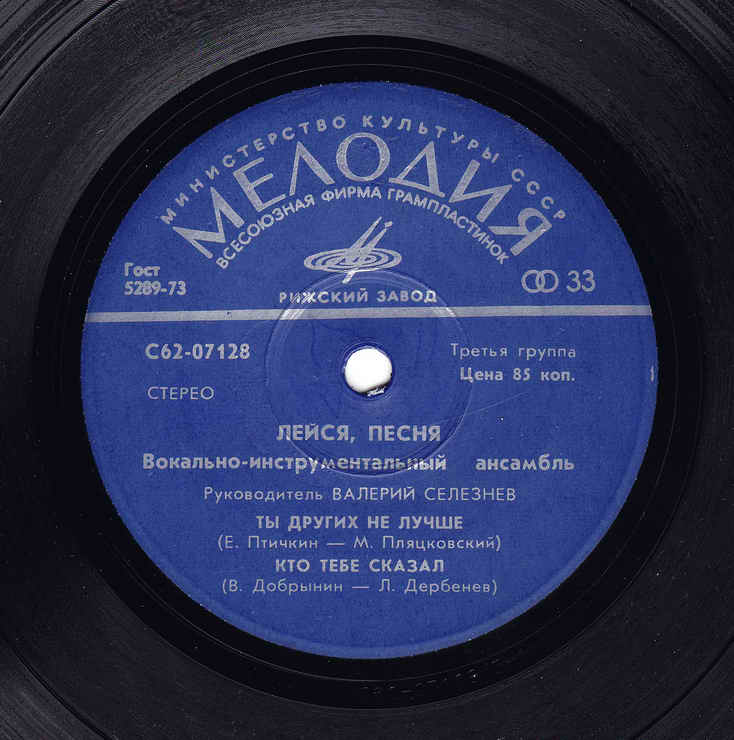 МИНИСТЕРСТВО КУЛЬТУРЫ СССР
МЕЛОДИЯ
ВСЕСОЮЗНАЯ ФИРМА ГРАМПЛАСТИНОК
Гост
5289-73
33
РИЖСКИЙ ЗАВОД
С62-07128
Третья группа
Цена 85 коп.
СТЕРЕО
ЛЕЙСЯ, ПЕСНЯ
Вокально-инструментальный ансамбль
Руководитель ВАЛЕРИЙ СЕЛЕЗНЕВ
ТЫ ДРУГИХ НЕ ЛУЧШЕ
(Е. Птичкин — М. Пляцковский)
КТО ТЕБЕ СКАЗАЛ
(В. Добрынин — Л. Дербенев)